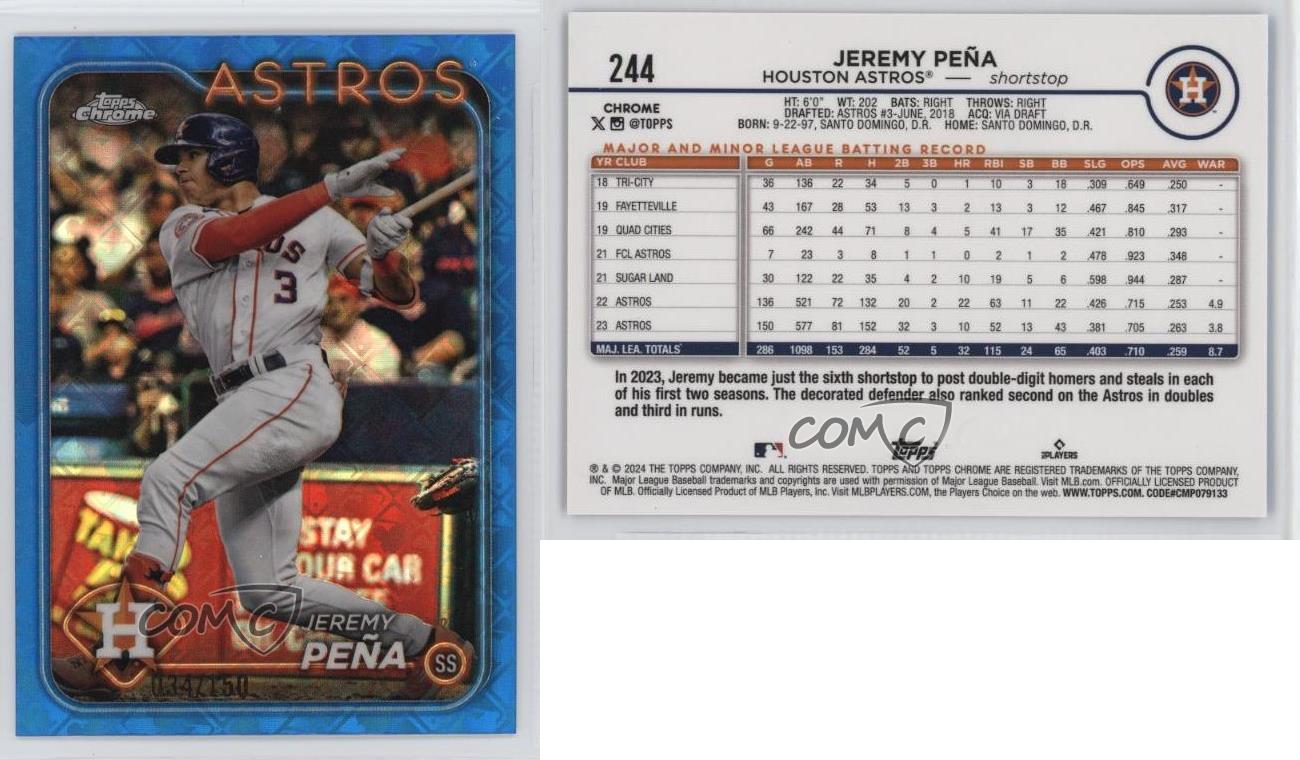 ASTROS
Topps
Chrome
OS
3
STAY
OUR CAR
H
COMC
JEREMY
PEÑA
SS
034/150
244
JEREMY PEÑA
HOUSTON ASTROS® — shortstop
H
CHROME
X @TOPPS
HT: 6'0" WT: 202 BATS: RIGHT THROWS: RIGHT
DRAFTED: ASTROS #3-JUNE, 2018 ACQ: VIA DRAFT
BORN: 9-22-97, SANTO DOMINGO, D.R. HOME: SANTO DOMINGO, D.R.
MAJOR AND MINOR LEAGUE BATTING RECORD
YR CLUB G AB R H 2B 3B HR RBI SB BB SLG OPS AVG WAR
18 TRI-CITY 36 136 22 34 5 0 1 10 3 18 .309 .649 .250 -
19 FAYETTEVILLE 43 167 28 53 13 3 2 13 3 12 .467 .845 .317 -
19 QUAD CITIES 66 242 44 71 8 4 5 41 17 35 .421 .810 .293 -
21 FCL ASTROS 7 23 3 8 1 1 0 2 1 2 .478 .923 .348 -
21 SUGAR LAND 30 122 22 35 4 2 10 19 5 6 .598 .944 .287 -
22 ASTROS 136 521 72 132 20 2 22 63 11 22 .426 .715 .253 4.9
23 ASTROS 150 577 81 152 32 3 10 52 13 43 .381 .705 .263 3.8
MAJ. LEA. TOTALS 286 1098 153 284 52 5 32 115 24 65 .403 .710 .259 8.7
In 2023, Jeremy became just the sixth shortstop to post double-digit homers and steals in each
of his first two seasons. The decorated defender also ranked second on the Astros in doubles
and third in runs.
COMC
Topps
PLAYERS
® & © 2024 THE TOPPS COMPANY, INC. ALL RIGHTS RESERVED. TOPPS AND TOPPS CHROME ARE REGISTERED TRADEMARKS OF THE TOPPS COMPANY,
INC. Major League Baseball trademarks and copyrights are used with permission of Major League Baseball. Visit MLB.com. OFFICIALLY LICENSED PRODUCT
OF MLB. Officially Licensed Product of MLB Players, Inc. Visit MLBPLAYERS.COM, the Players Choice on the web. WWW.TOPPS.COM. CODE#CMP079133